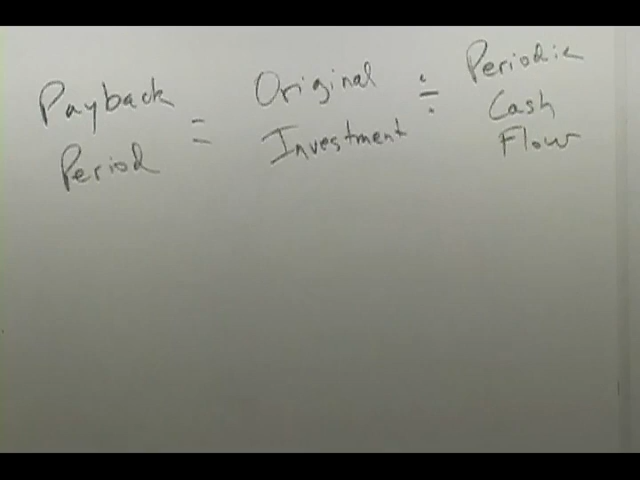 Payback Period = Original Investment ÷ Periodic Cash Flow